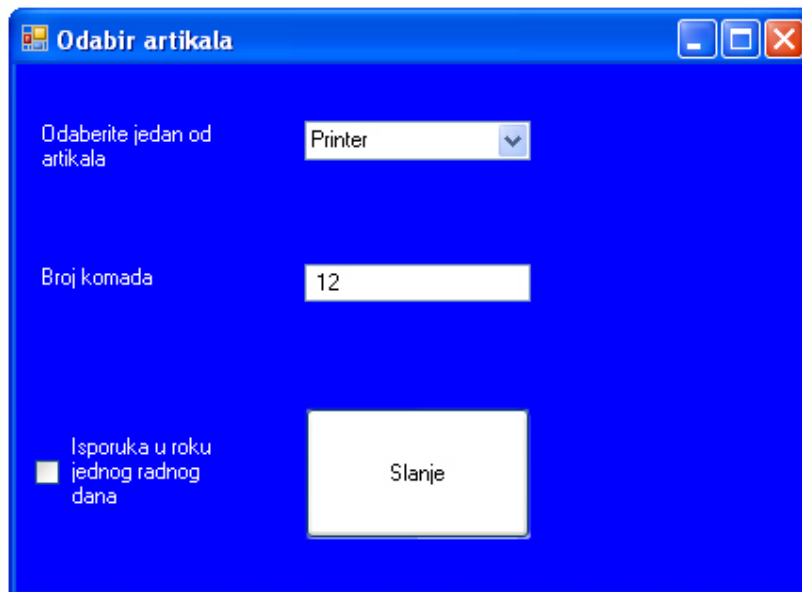 Odabir artikala
Odaberite jedan od
artikala
Printer
Broj komada
12
Isporuka u roku
jednog radnog
dana
Slanje